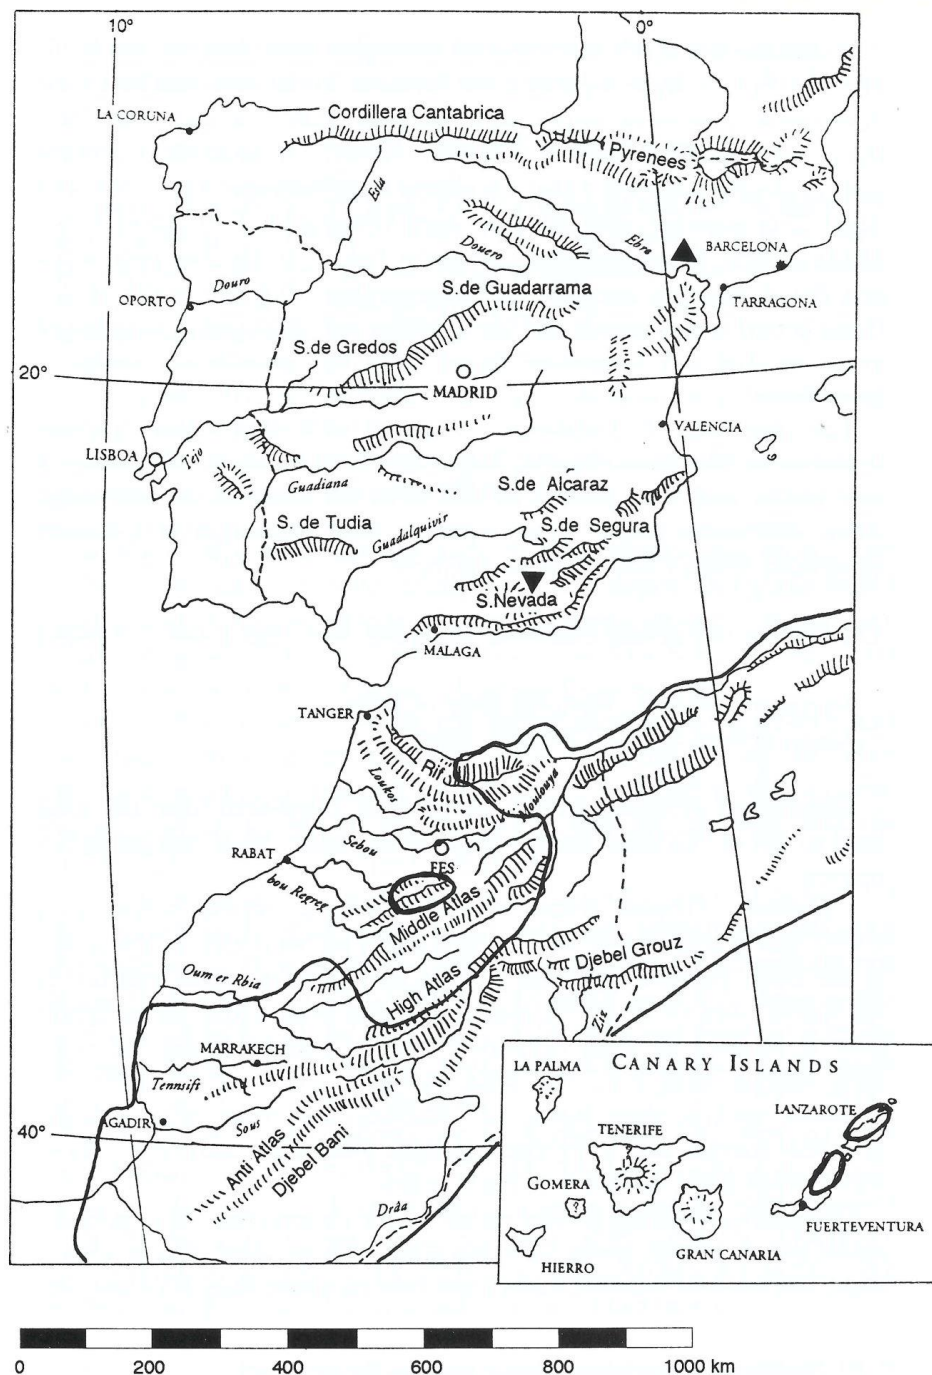 10°
0°
LA CORUNA
Cordillera Cantabrica
Pyrenees
Esla
Ebro
BARCELONA
Douero
Douro
OPORTO
S.de Guadarrama
TARRAGONA
S.de Gredos
20°
MADRID
VALENCIA
LISBOA
Tejo
Guadiana
S.de Alcaraz
S. de Tudia
Guadalquivir
S.de Segura
S.Nevada
MALAGA
TANGER
Rif
Loukos
Moulouya
Sebou
RABAT
FES
bou Regreg
Middle Atlas
Djebel Grouz
Oum er Rbia
High Atlas
Ziz
MARRAKECH
Tennsift
AGADIR
Sous
40°
Anti Atlas
Djebel Bani
Drâa
CANARY ISLANDS
LA PALMA
LANZAROTE
TENERIFE
?
GOMERA
?
FUERTEVENTURA
HIERRO
GRAN CANARIA
0 200 400 600 1000 km